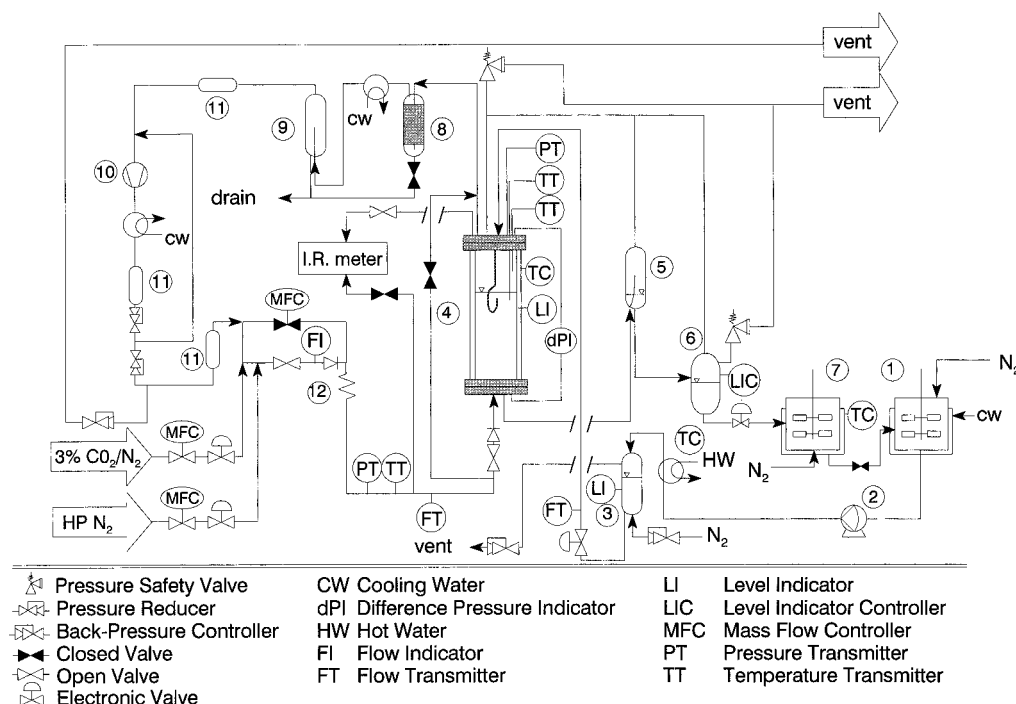 vent
vent
11
cw
8
9
PT
TT
TT
10
drain
cw
I.R. meter
TC
5
11
MFC
4
LI
6
FI
dPI
11
12
LIC
7
1
N2
TC
cw
MFC
3% CO2/N2
TC
HW
N2
PT
TT
LI
2
MFC
HP N2
FT
FT
3
vent
N2
Pressure Safety Valve
Pressure Reducer
Back-Pressure Controller
Closed Valve
Open Valve
Electronic Valve
CW Cooling Water
dPI Difference Pressure Indicator
HW Hot Water
FI Flow Indicator
FT Flow Transmitter
LI Level Indicator
LIC Level Indicator Controller
MFC Mass Flow Controller
PT Pressure Transmitter
TT Temperature Transmitter